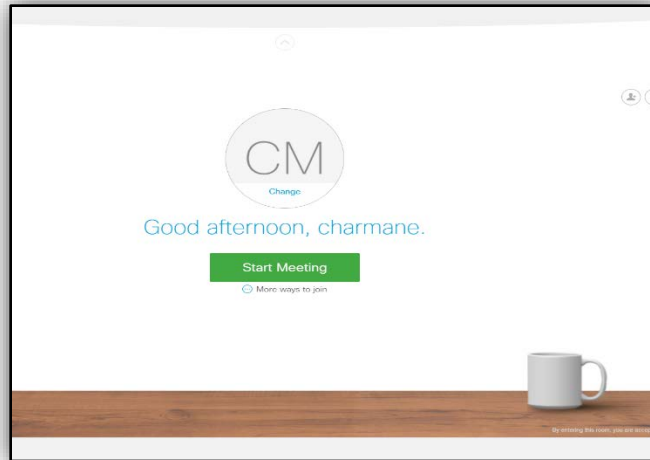 CM
Change
Good afternoon, charmane.
Start Meeting
More ways to join
By entering this room, you are